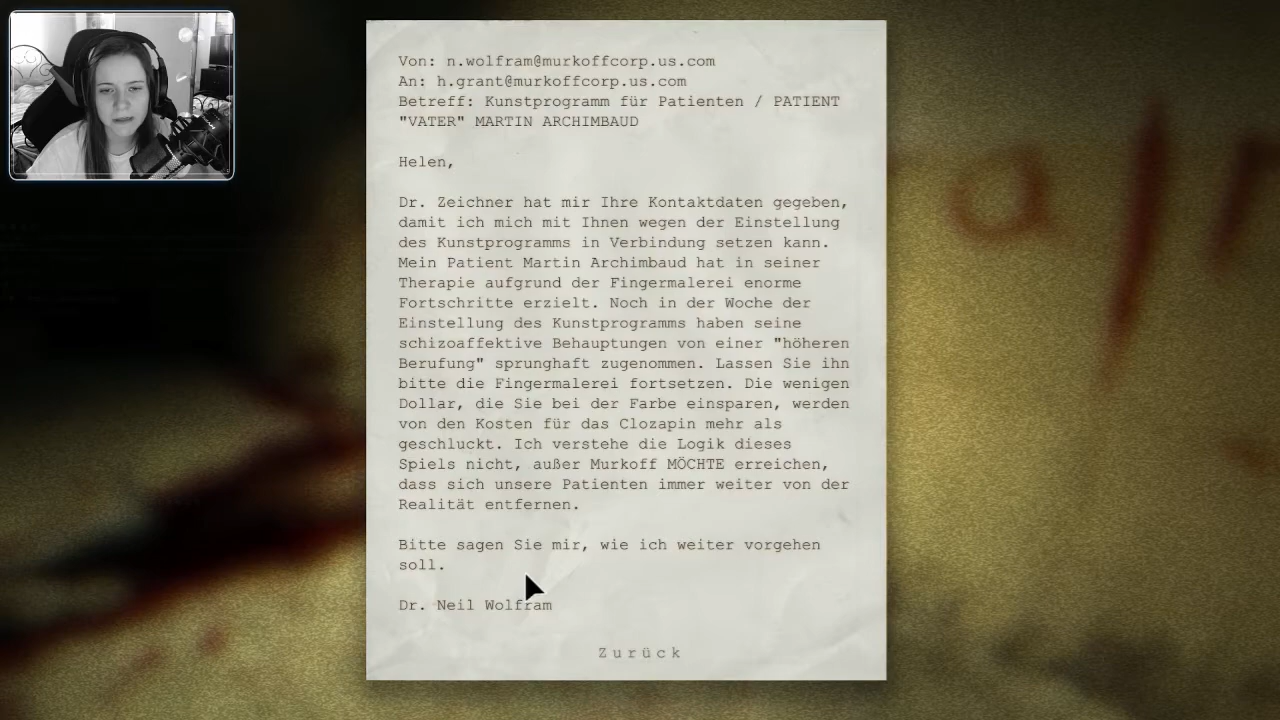 Von: n.wolfram@murkoffcorp.us.com
An: h.grant@murkoffcorp.us.com
Betreff: Kunstprogramm für Patienten / PATIENT
"VATER" MARTIN ARCHIMBAUD
Helen,
Dr. Zeichner hat mir Ihre Kontaktdaten gegeben,
damit ich mich mit Ihnen wegen der Einstellung
des Kunstprogramms in Verbindung setzen kann.
Mein Patient Martin Archimbaud hat in seiner
Therapie aufgrund der Fingermalerei enorme
Fortschritte erzielt. Noch in der Woche der
Einstellung des Kunstprogramms haben seine
schizoaffektive Behauptungen von einer "höheren
Berufung" sprunghaft zugenommen. Lassen Sie ihn
bitte die Fingermalerei fortsetzen. Die wenigen
Dollar, die Sie bei der Farbe einsparen, werden
von den Kosten für das Clozapin mehr als
geschluckt. Ich verstehe die Logik dieses
Spiels nicht, außer Murkoff MÖCHTE erreichen,
dass sich unsere Patienten immer weiter von der
Realität entfernen.
Bitte sagen Sie mir, wie ich weiter vorgehen
soll.
Dr. Neil Wolfram
Zurück